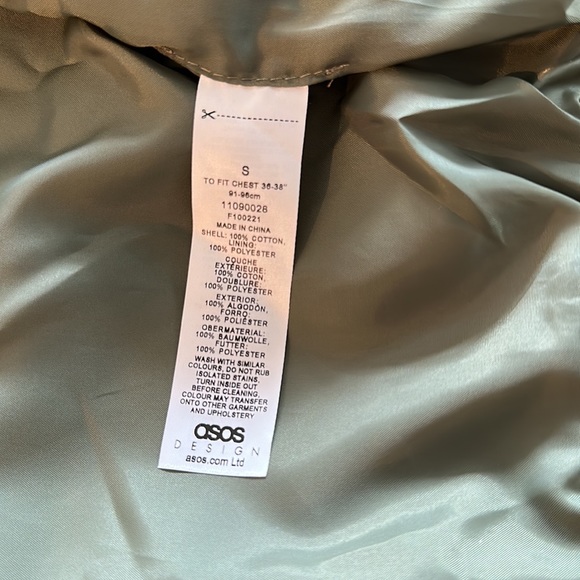 S
TO FIT CHEST 36-38"
91-96cm
11090028
F100221
MADE IN CHINA
SHELL: 100% COTTON,
LINING:
100% POLYESTER
COUCHE
EXTÉRIEURE:
100% COTON,
DOUBLURE:
100% POLYESTER
EXTERIOR:
100% ALGODÓN,
FORRO:
100% POLIÉSTER
OBERMATERIAL:
100% BAUMWOLLE,
FUTTER:
100% POLYESTER
WASH WITH SIMILAR
COLOURS, DO NOT RUB
ISOLATED STAINS,
TURN INSIDE OUT
BEFORE CLEANING,
COLOUR MAY TRANSFER
ONTO OTHER GARMENTS
AND UPHOLSTERY
asos
DESIGN
asos.com Ltd